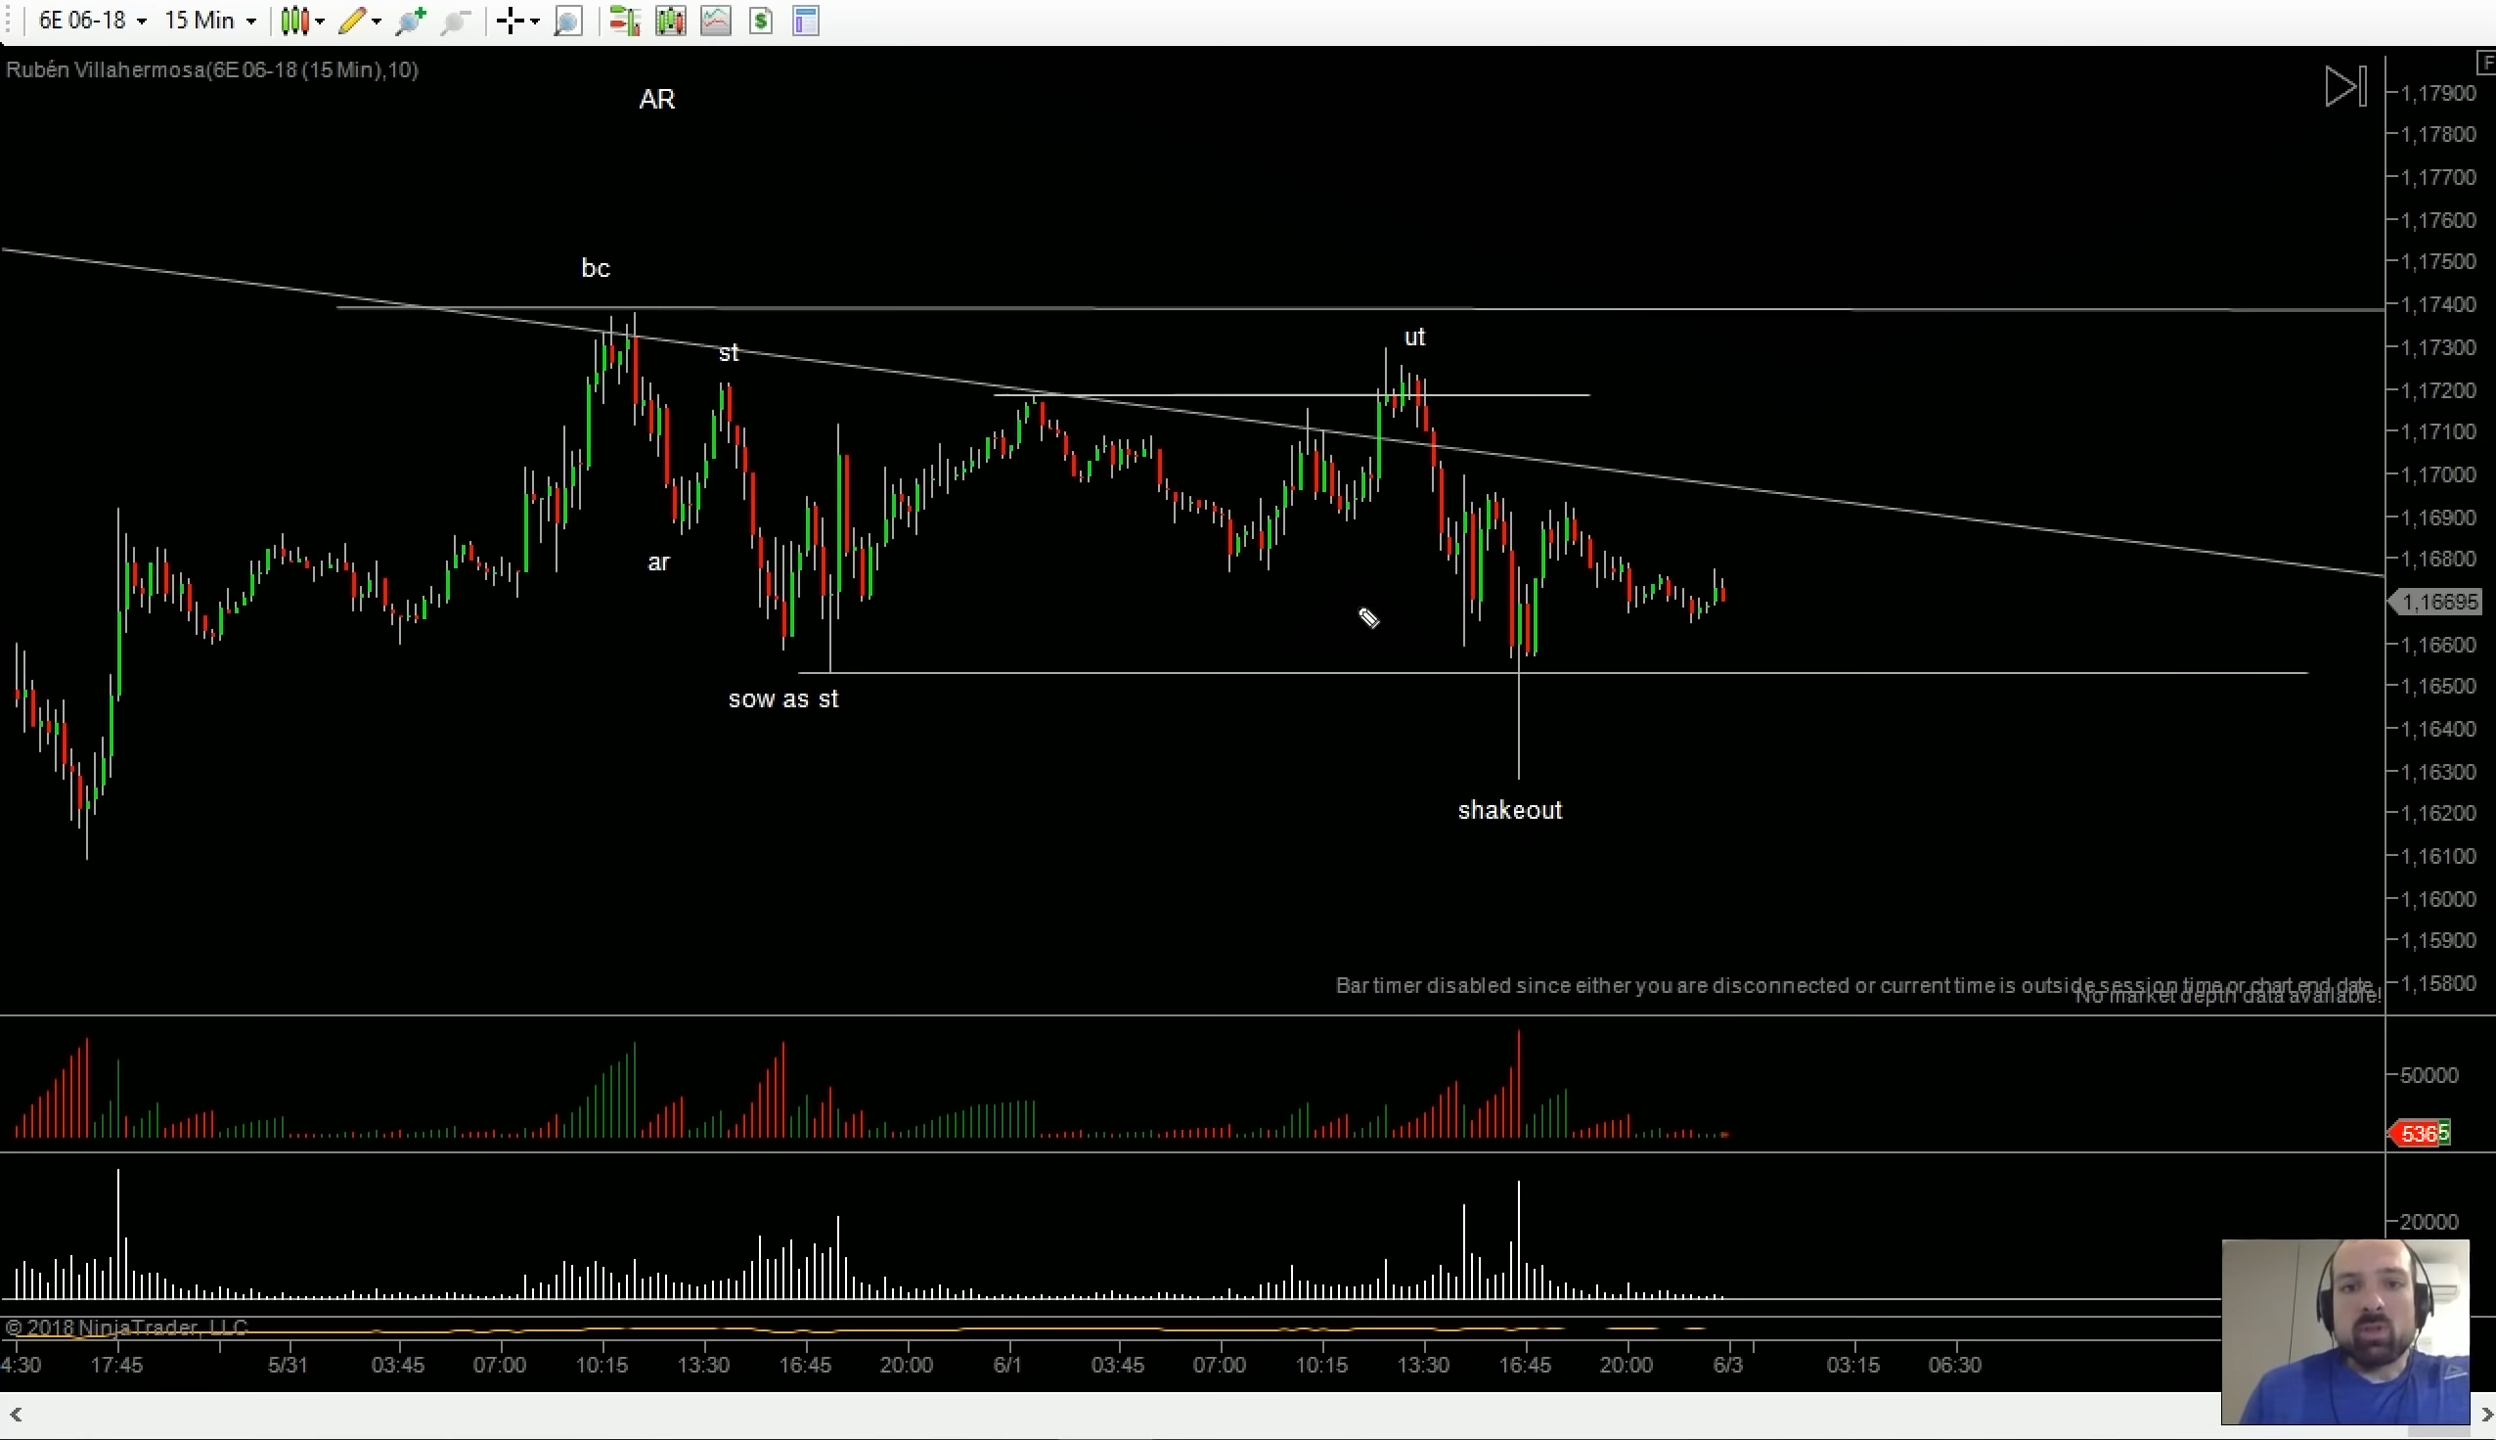 6E 06-18 15 Min
Rubén Villahermosa(6E 06-18 (15 Min),10)
F
AR
bc
st
ut
ar
sow as st
shakeout
1,17900
1,17800
1,17700
1,17600
1,17500
1,17400
1,17300
1,17200
1,17100
1,17000
1,16900
1,16800
1,16695
1,16600
1,16500
1,16400
1,16300
1,16200
1,16100
1,16000
1,15900
1,15800
Bar timer disabled since either you are disconnected or current time is outside session time or chart end date
No market depth data available!
50000
5365
20000
© 2018 NinjaTrader, LLC
4:30 17:45 5/31 03:45 07:00 10:15 13:30 16:45 20:00 6/1 03:45 07:00 10:15 13:30 16:45 20:00 6/3 03:15 06:30